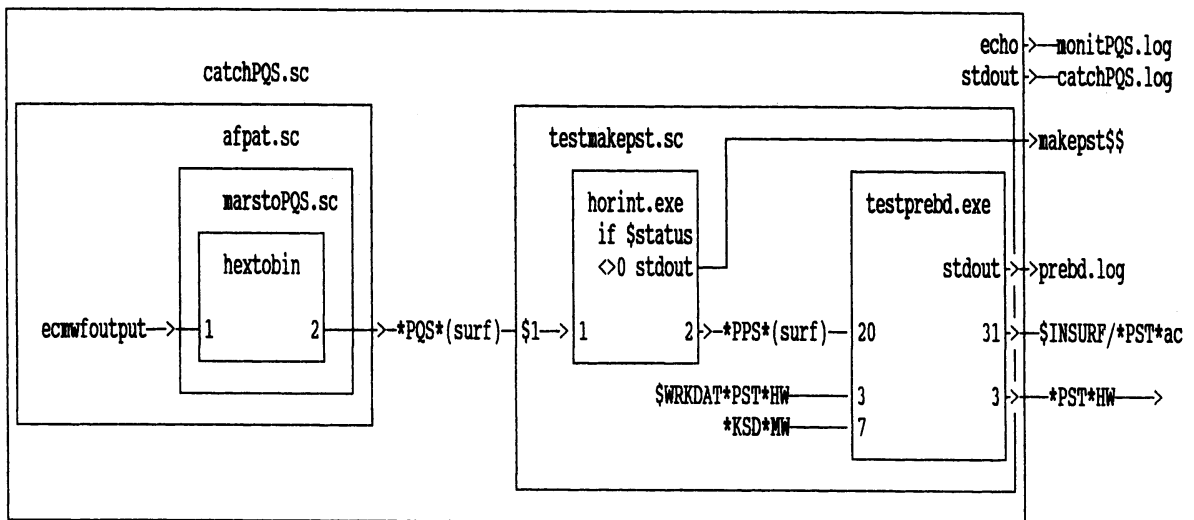 echo monitPQS.log
catchPQS.sc stdout catchPQS.log
afpat.sc testmakepst.sc makepst$$
marstoPQS.sc horint.exe testprebd.exe
if $status
hextobin <>0 stdout stdout prebd.log
ecmwfoutput 1 2 *PQS*(surf) $1 1 2 *PPS*(surf) 20 31 $INSURF/*PST*ac
$WRKDAT*PST*HW 3 3 *PST*HW
*KSD*MW 7